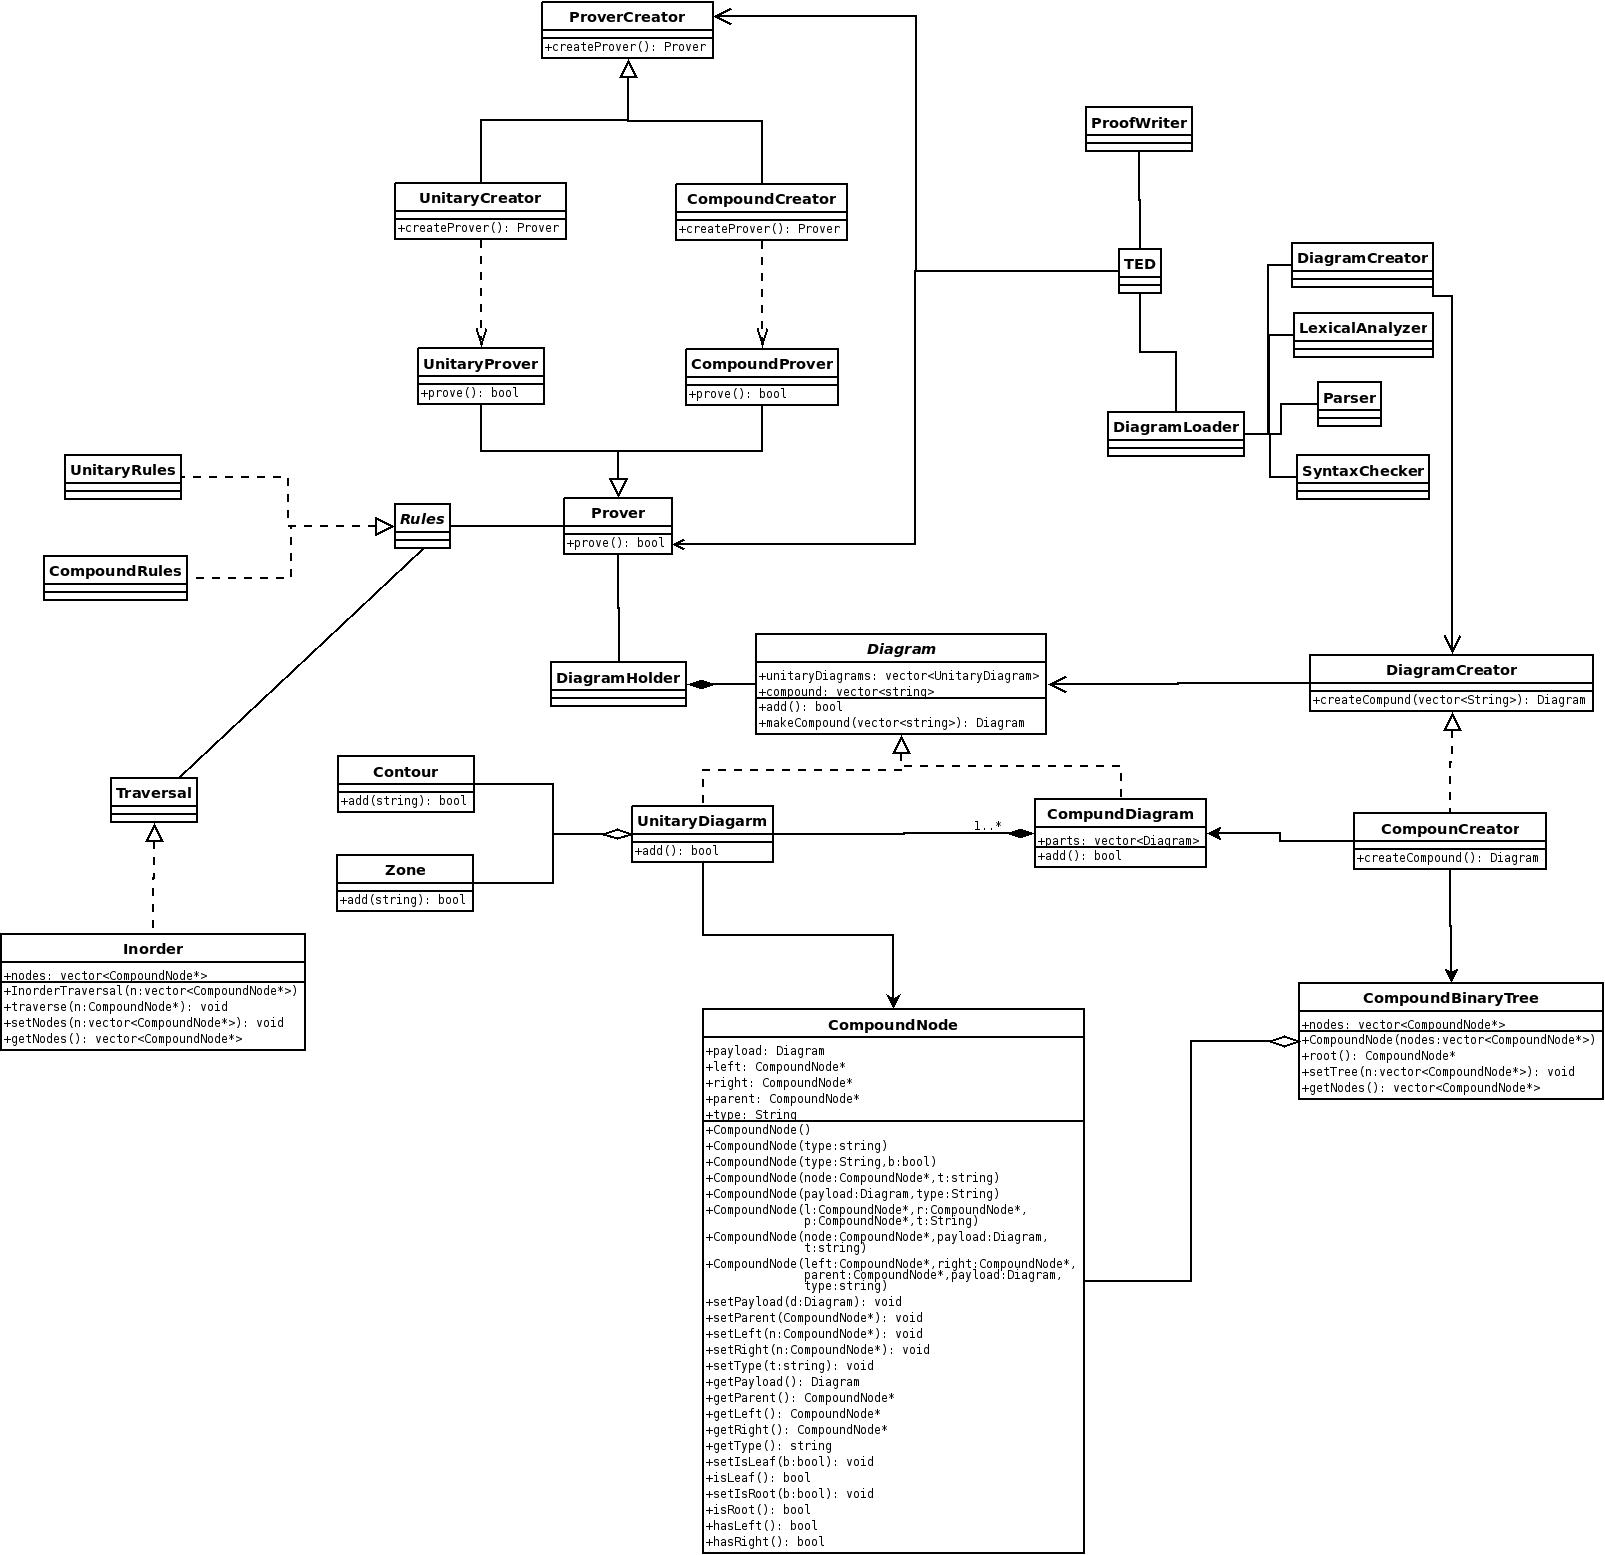 ProverCreator
+createProver(): Prover
ProofWriter
UnitaryCreator
+createProver(): Prover
CompoundCreator
+createProver(): Prover
TED
DiagramCreator
LexicalAnalyzer
UnitaryProver
+prove(): bool
CompoundProver
+prove(): bool
Parser
DiagramLoader
SyntaxChecker
UnitaryRules
Rules
Prover
+prove(): bool
CompoundRules
DiagramHolder
Diagram
+unitaryDiagrams: vector<UnitaryDiagram>
+compound: vector<string>
+add(): bool
+makeCompound(vector<string>): Diagram
DiagramCreator
+createCompund(vector<String>): Diagram
Traversal
Contour
+add(string): bool
UnitaryDiagarm
+add(): bool
1..*
CompundDiagram
+parts: vector<Diagram>
+add(): bool
CompounCreator
+createCompound(): Diagram
Zone
+add(string): bool
Inorder
+nodes: vector<CompoundNode*>
+InorderTraversal(n:vector<CompoundNode*>)
+traverse(n:CompoundNode*): void
+setNodes(n:vector<CompoundNode*>): void
+getNodes(): vector<CompoundNode*>
CompoundBinaryTree
+nodes: vector<CompoundNode*>
+CompoundNode(nodes:vector<CompoundNode*>)
+root(): CompoundNode*
+setTree(n:vector<CompoundNode*>): void
+getNodes(): vector<CompoundNode*>
CompoundNode
+payload: Diagram
+left: CompoundNode*
+right: CompoundNode*
+parent: CompoundNode*
+type: String
+CompoundNode()
+CompoundNode(type:string)
+CompoundNode(type:String,b:bool)
+CompoundNode(node:CompoundNode*,t:string)
+CompoundNode(payload:Diagram,type:String)
+CompoundNode(l:CompoundNode*,r:CompoundNode*,
p:CompoundNode*,t:String)
+CompoundNode(node:CompoundNode*,payload:Diagram,
t:string)
+CompoundNode(left:CompoundNode*,right:CompoundNode*,
parent:CompoundNode*,payload:Diagram,
type:string)
+setPayload(d:Diagram): void
+setParent(CompoundNode*): void
+setLeft(n:CompoundNode*): void
+setRight(n:CompoundNode*): void
+setType(t:string): void
+getPayload(): Diagram
+getParent(): CompoundNode*
+getLeft(): CompoundNode*
+getRight(): CompoundNode*
+getType(): string
+setIsLeaf(b:bool): void
+isLeaf(): bool
+setIsRoot(b:bool): void
+isRoot(): bool
+hasLeft(): bool
+hasRight(): bool